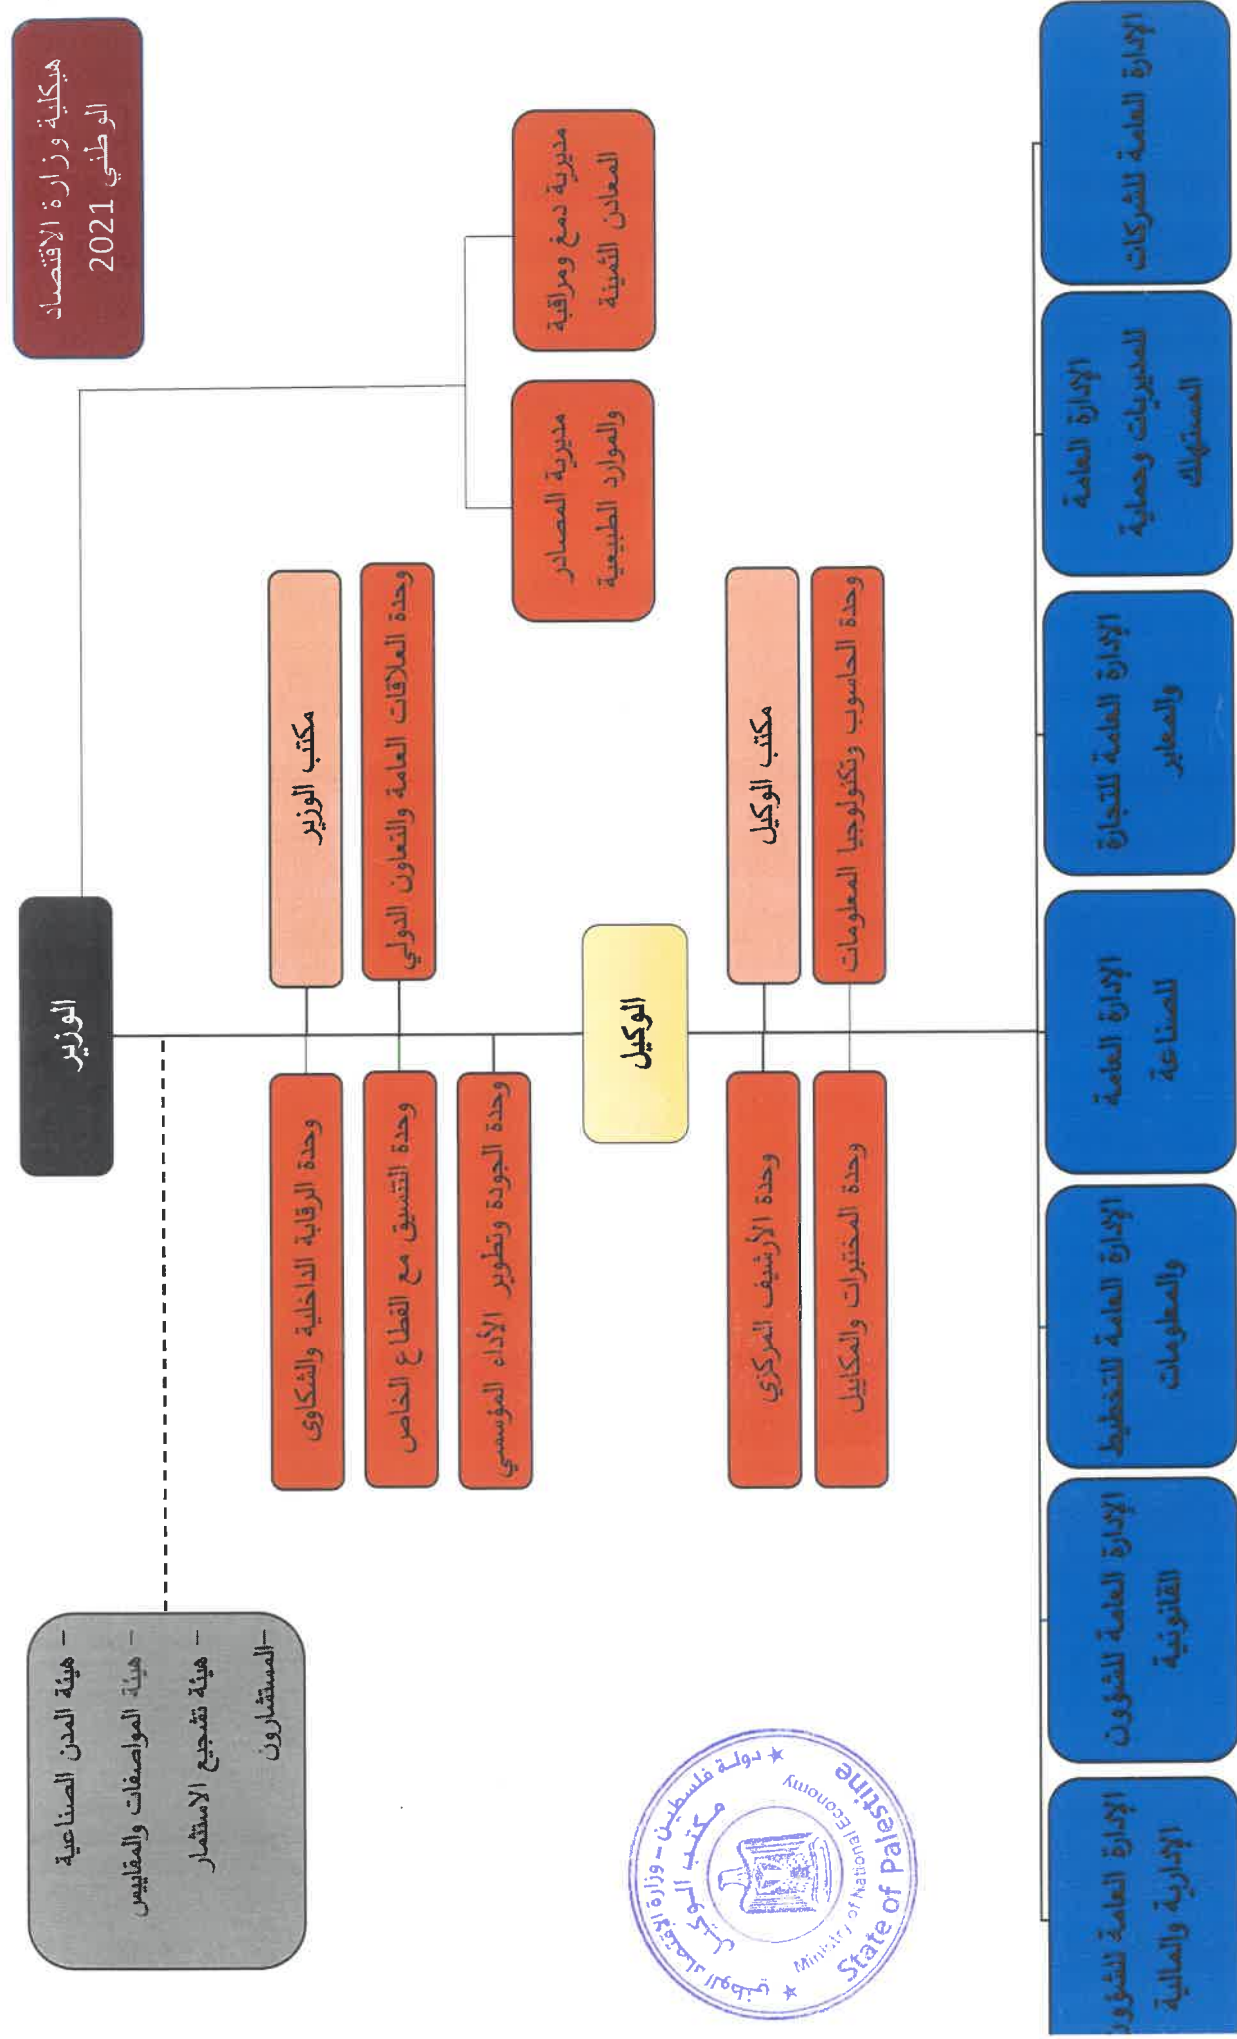 هيكلية وزارة الاقتصاد
الوطني 2021
الوزير
- هيئة المدن الصناعية
- هيئة المواصفات والمقاييس
- هيئة تشجيع الاستثمار
-المستشارون
مكتب الوزير
وحدة الرقابة الداخلية والشكاوى
وحدة العلاقات العامة والتعاون الدولي
وحدة التنسيق مع القطاع الخاص
وحدة الجودة وتطوير الأداء المؤسسي
مديرية دمغ ومراقبة
المعادن الثمينة
مديرية المصادر
والموارد الطبيعية
الوكيل
مكتب الوكيل
وحدة الأرشيف المركزي
وحدة الحاسوب وتكنولوجيا المعلومات
وحدة المختبرات والمكاييل
الإدارة العامة للشركات
الإدارة العامة
للمديريات وحماية
المستهلك
الإدارة العامة للتجارة
والمعابر
الإدارة العامة
للصناعة
الإدارة العامة للتخطيط
والمعلومات
الإدارة العامة للشؤون
القانونية
الإدارة العامة للشؤون
الإدارية والمالية
دولة فلسطين - وزارة الاقتصاد الوطني
مكتب الوكيل
Ministry of National Economy
State of Palestine